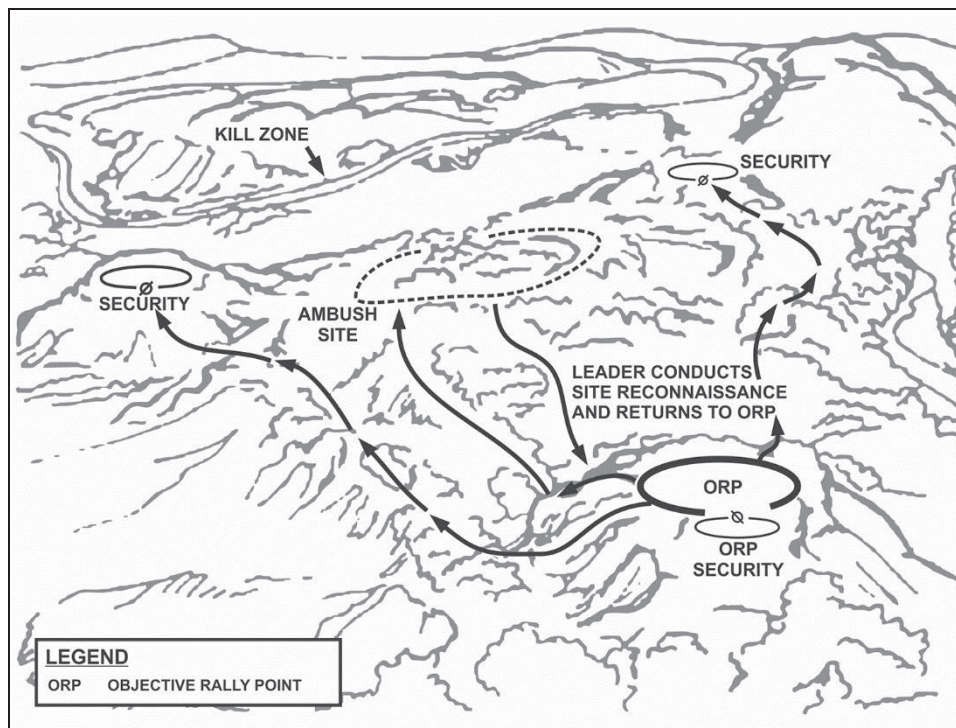 KILL ZONE
SECURITY
SECURITY
AMBUSH
SITE
LEADER CONDUCTS
SITE RECONNAISSANCE
AND RETURNS TO ORP
ORP
ORP
SECURITY
LEGEND
ORP OBJECTIVE RALLY POINT